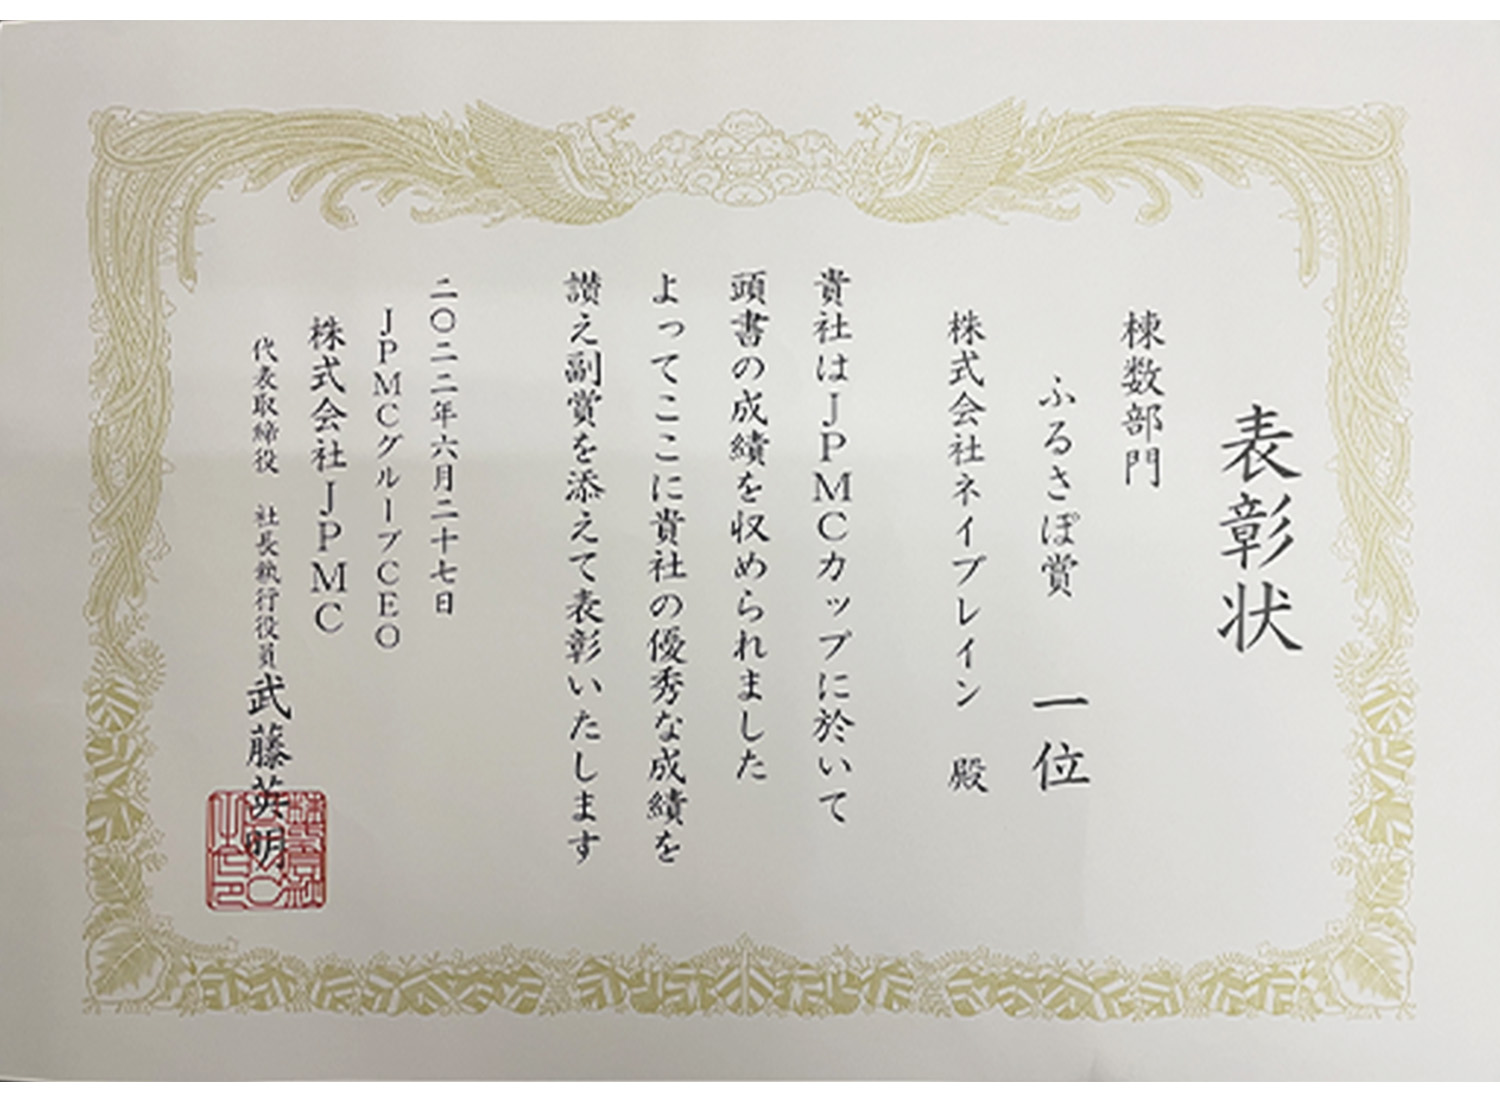 表彰状
棟数部門
ふるさぽ賞 一位
株式会社ネイブレイン 殿
貴社はJPMCカップに於いて
頭書の成績を収められました
よってここに貴社の優秀な成績を
讃え副賞を添えて表彰いたします
二〇二二年六月二十七日
JPMCグループCEO
株式会社JPMC
代表取締役 社長執行役員 武藤英明